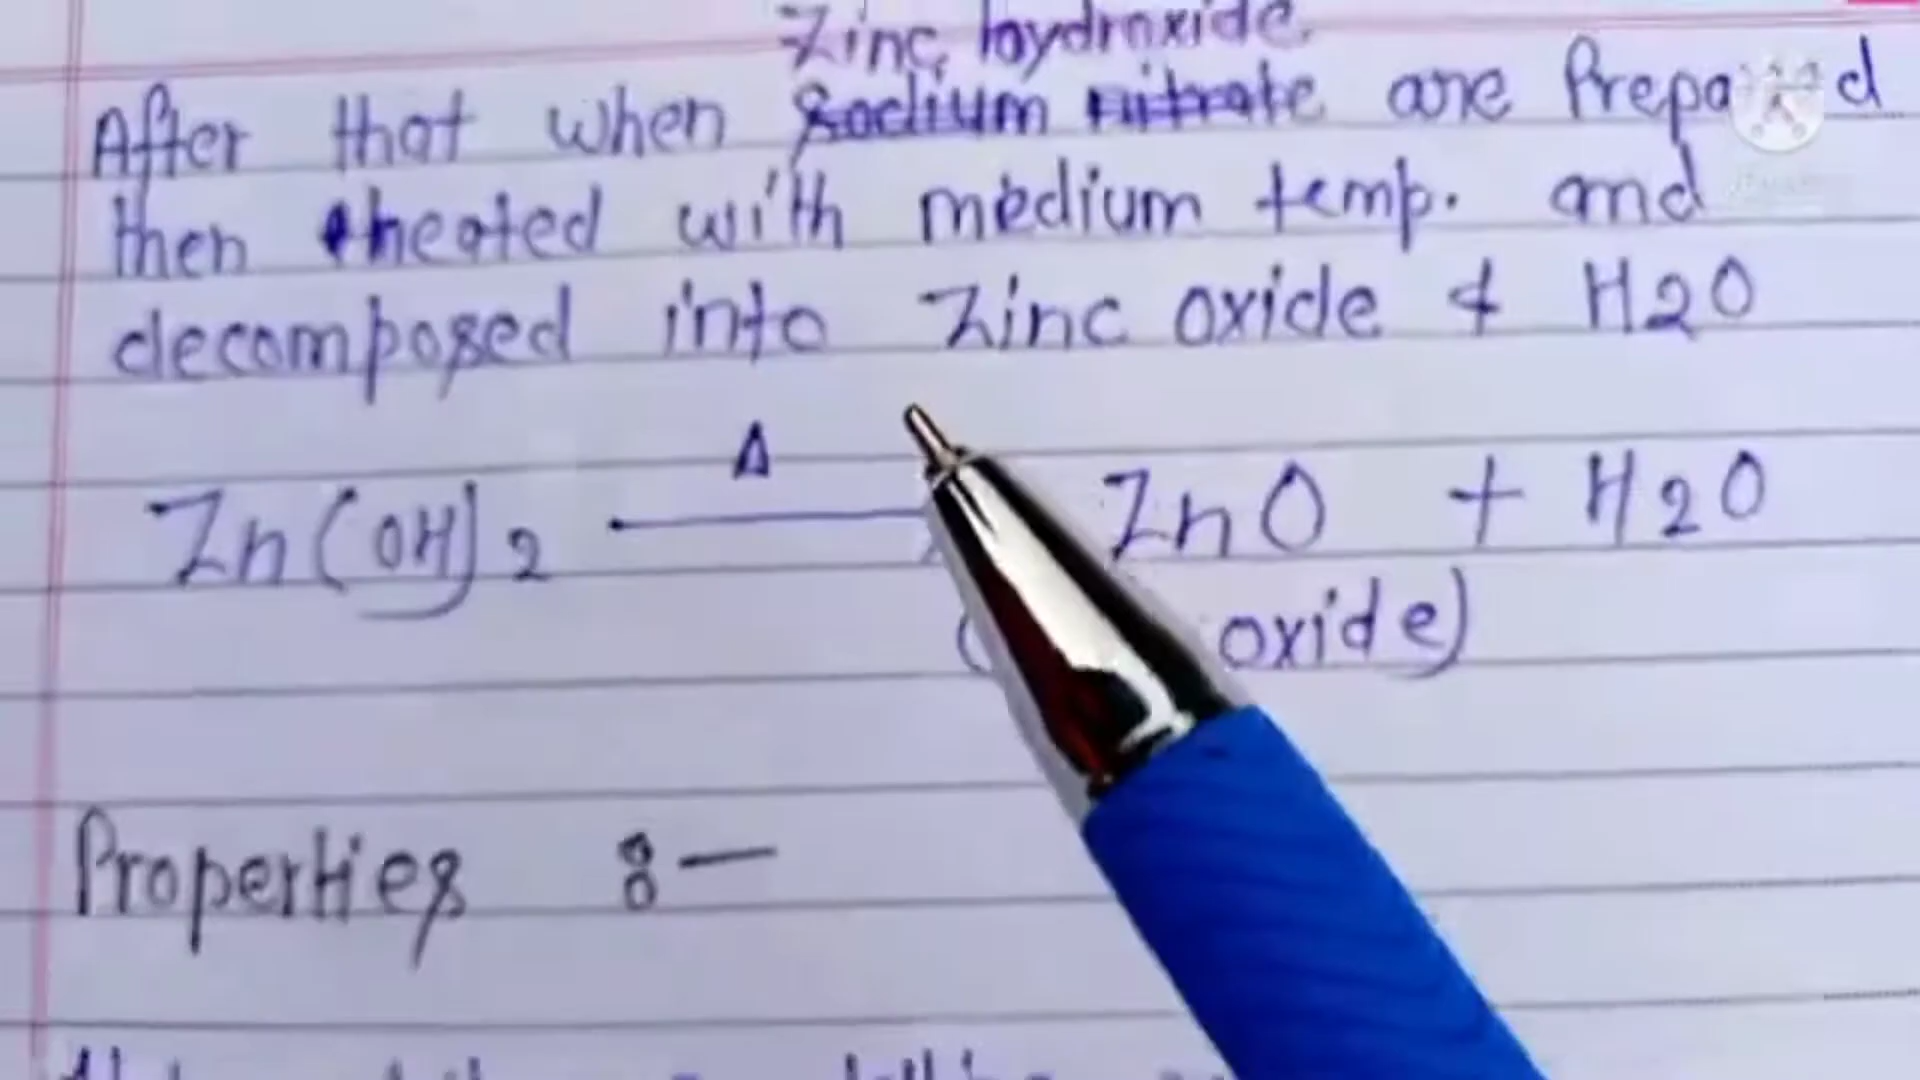 Zinc hydroxide
After that when Sodium nitrate are Prepa d
then heated with medium temp. and
decomposed into Zinc oxide & H2O
Δ
Zn(OH)2 ZnO + H2O
( oxide)
Properties :—